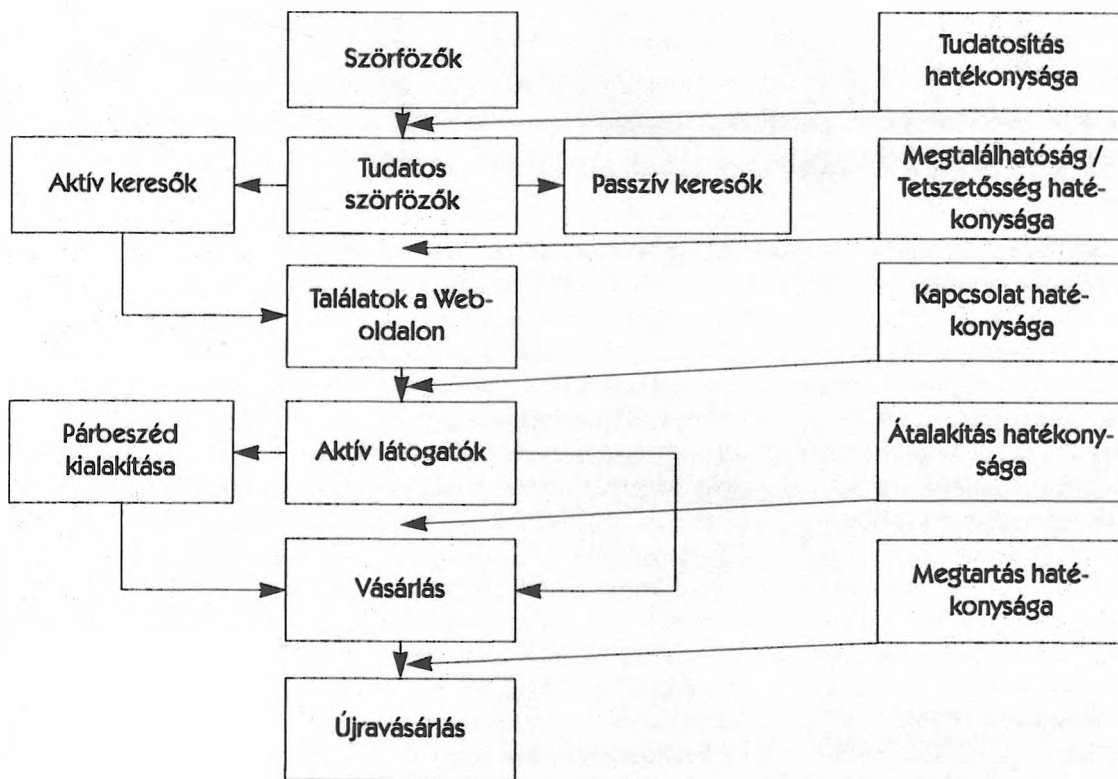 Szörfözők
Tudatosítás
hatékonysága
Aktív keresők
Tudatos
szörfözők
Passzív keresők
Megtalálhatóság /
Tetszetősség haté-
konysága
Találatok a Web-
oldalon
Kapcsolat haté-
konysága
Párbeszéd
kialakítása
Aktív látogatók
Átalakítás hatékony-
sága
Vásárlás
Megtartás haté-
konysága
Újravásárlás